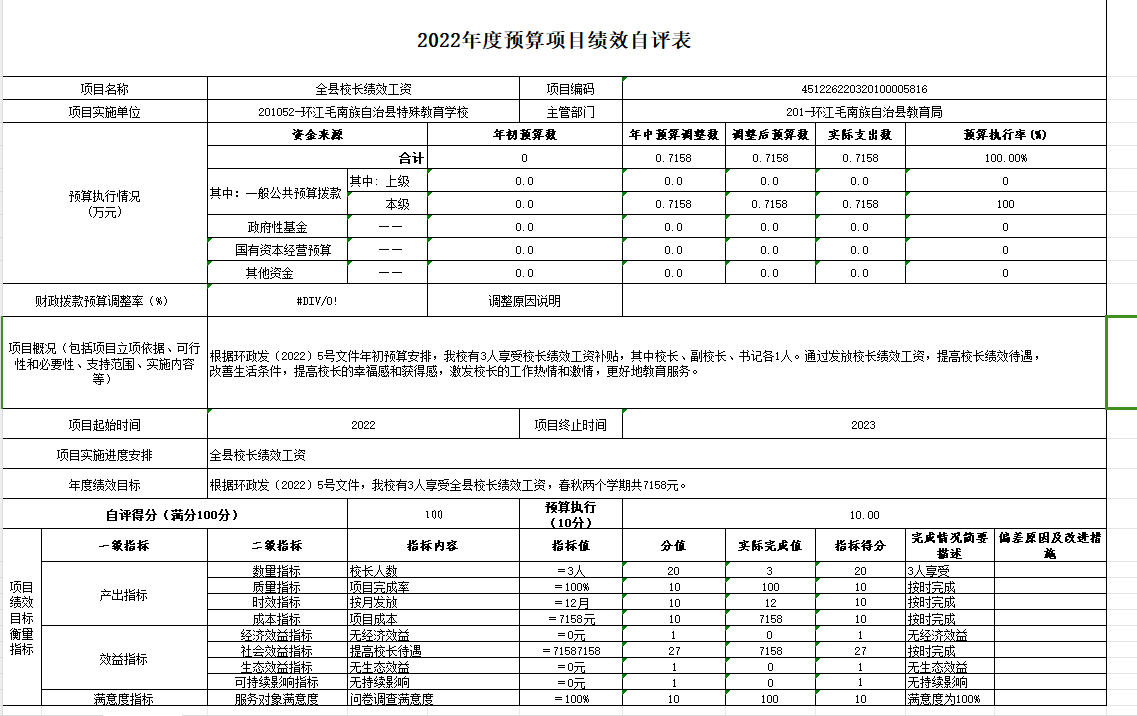 2022年度预算项目绩效自评表
项目名称 全县校长绩效工资 项目编码 451226220320100005816
项目实施单位 201052-环江毛南族自治县特殊教育学校 主管部门 201-环江毛南族自治县教育局
预算执行情况
（万元）
资金来源 年初预算数 年中预算调整数 调整后预算数 实际支出数 预算执行率(%)
合计 0 0.7158 0.7158 0.7158 100.00%
其中：一般公共预算拨款 其中：上级 0.0 0.0 0.0 0.0 0
本级 0.0 0.7158 0.7158 0.7158 100
政府性基金 —— 0.0 0.0 0.0 0.0 0
国有资本经营预算 —— 0.0 0.0 0.0 0.0 0
其他资金 —— 0.0 0.0 0.0 0.0 0
财政拨款预算调整率（%） #DIV/0! 调整原因说明
项目概况（包括项目立项依据、可行
性和必要性、支持范围、实施内容
等）
根据环政发（2022）5号文件年初预算安排，我校有3人享受校长绩效工资补贴，其中校长、副校长、书记各1人。通过发放校长绩效工资，提高校长绩效待遇，
改善生活条件，提高校长的幸福感和获得感，激发校长的工作热情和激情，更好地教育服务。
项目起始时间 2022 项目终止时间 2023
项目实施进度安排 全县校长绩效工资
年度绩效目标 根据环政发（2022）5号文件，我校有3人享受全县校长绩效工资，春秋两个学期共7158元。
自评得分（满分100分） 100 预算执行
（10分） 10.00
项目
绩效
目标
衡量
指标
一级指标 二级指标 指标内容 指标值 分值 实际完成值 指标得分 完成情况简要
描述 偏差原因及改进措
施
产出指标 数量指标 校长人数 ＝3人 20 3 20 3人享受
质量指标 项目完成率 ＝100% 10 100 10 按时完成
时效指标 按月发放 ＝12月 10 12 10 按时完成
成本指标 项目成本 ＝7158元 10 7158 10 按时完成
效益指标 经济效益指标 无经济效益 ＝0元 1 0 1 无经济效益
社会效益指标 提高校长待遇 ＝71587158 27 7158 27 按时完成
生态效益指标 无生态效益 ＝0元 1 0 1 无生态效益
可持续影响指标 无持续影响 ＝0元 1 0 1 无持续影响
满意度指标 服务对象满意度 问卷调查满意度 ＝100% 10 100 10 满意度为100%